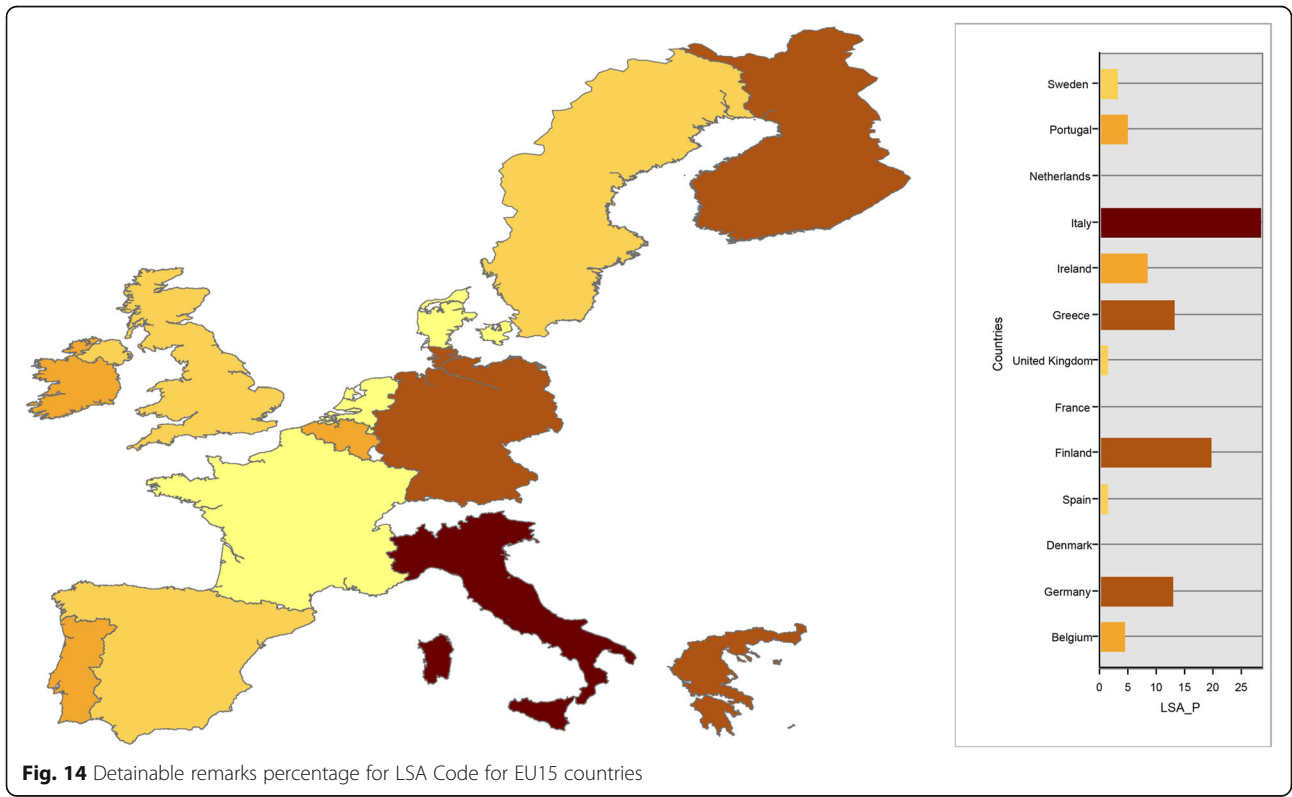 Sweden
Portugal
Netherlands
Italy
Ireland
Greece
United Kingdom
France
Finland
Spain
Denmark
Germany
Belgium
Countries
0 5 10 15 20 25
LSA_P
Fig. 14 Detainable remarks percentage for LSA Code for EU15 countries